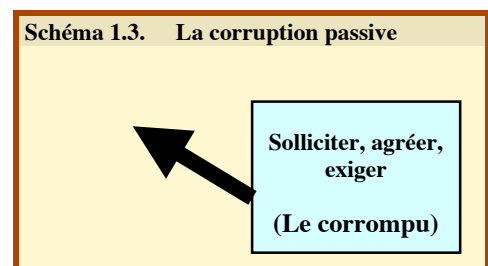 Schéma 1.3. La corruption passive
Solliciter, agréer,
exiger
(Le corrompu)